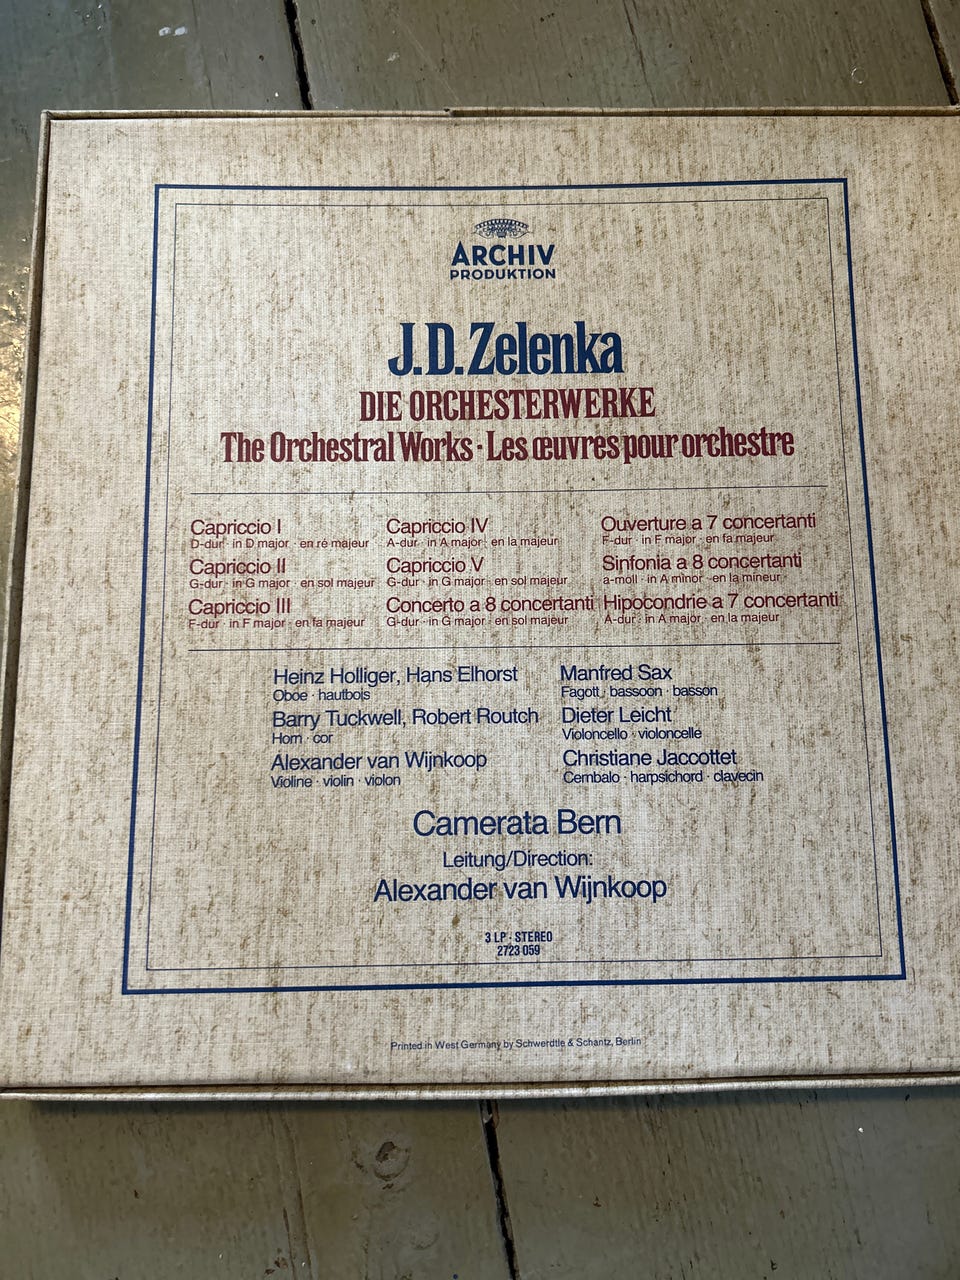 ARCHIV
PRODUKTION
J.D. Zelenka
DIE ORCHESTERWERKE
The Orchestral Works · Les œuvres pour orchestre
Capriccio I
D-dur · in D major · en ré majeur
Capriccio II
G-dur · in G major · en sol majeur
Capriccio III
F-dur · in F major · en fa majeur
Capriccio IV
A-dur · in A major · en la majeur
Capriccio V
G-dur · in G major · en sol majeur
Concerto a 8 concertanti
G-dur · in G major · en sol majeur
Ouverture a 7 concertanti
F-dur · in F major · en fa majeur
Sinfonia a 8 concertanti
a-moll · in A minor · en la mineur
Hipocondrie a 7 concertanti
A-dur · in A major · en la majeur
Heinz Holliger, Hans Elhorst
Oboe · hautbois
Barry Tuckwell, Robert Routch
Horn · cor
Alexander van Wijnkoop
Violine · violin · violon
Manfred Sax
Fagott · bassoon · basson
Dieter Leicht
Violoncello · violoncelle
Christiane Jaccottet
Cembalo · harpsichord · clavecin
Camerata Bern
Leitung/Direction:
Alexander van Wijnkoop
3 LP · STEREO
2723 059
Printed in West Germany by Schwerdtle & Schantz, Berlin